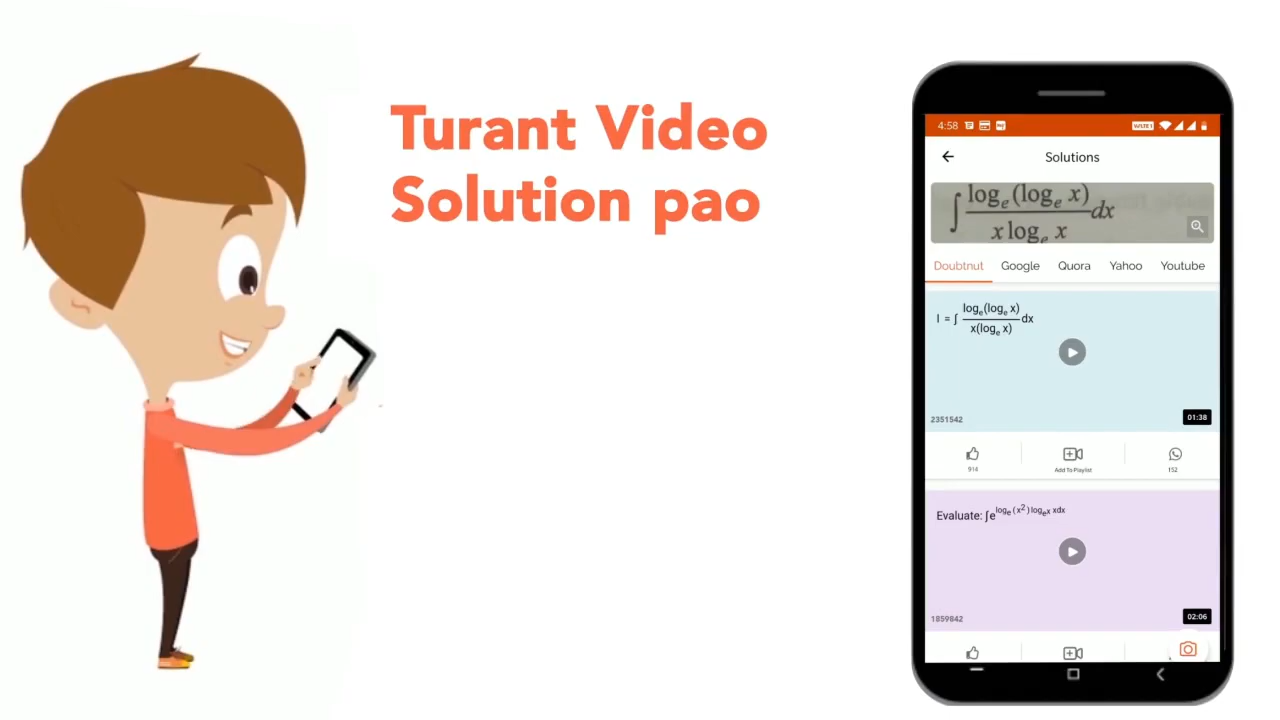 Turant Video
Solution pao
4:58
VoLTE1
Solutions
∫ logₑ(logₑ x) / x logₑ x dx
Doubtnut Google Quora Yahoo Youtube
I = ∫ logₑ(logₑ x) / x(logₑ x) dx
2351542 01:38
914 Add To Playlist 152
Evaluate: ∫e^logₑ(x²)logₑx xdx
1859842 02:06